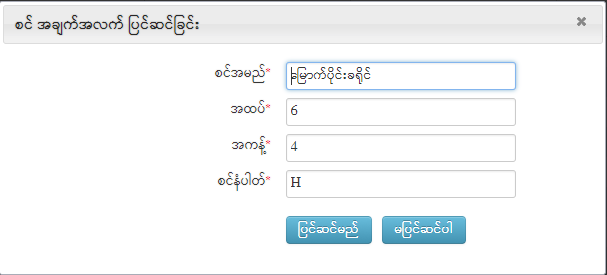 စင် အချက်အလက် ပြင်ဆင်ခြင်း ×
စင်အမည်* မြောက်ပိုင်းခရိုင်
အထပ်* 6
အကန့်* 4
စင်နံပါတ်* H
ပြင်ဆင်မည် မပြင်ဆင်ပါ